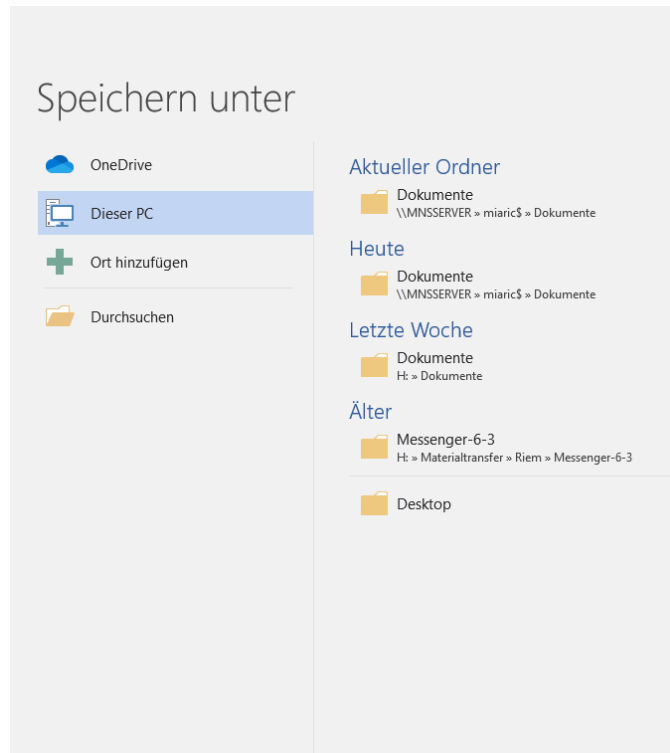 Speichern unter
OneDrive
Dieser PC
Ort hinzufügen
Durchsuchen
Aktueller Ordner
Dokumente
\\MNSSERVER » miaric$ » Dokumente
Heute
Dokumente
\\MNSSERVER » miaric$ » Dokumente
Letzte Woche
Dokumente
H: » Dokumente
Älter
Messenger-6-3
H: » Materialtransfer » Riem » Messenger-6-3
Desktop